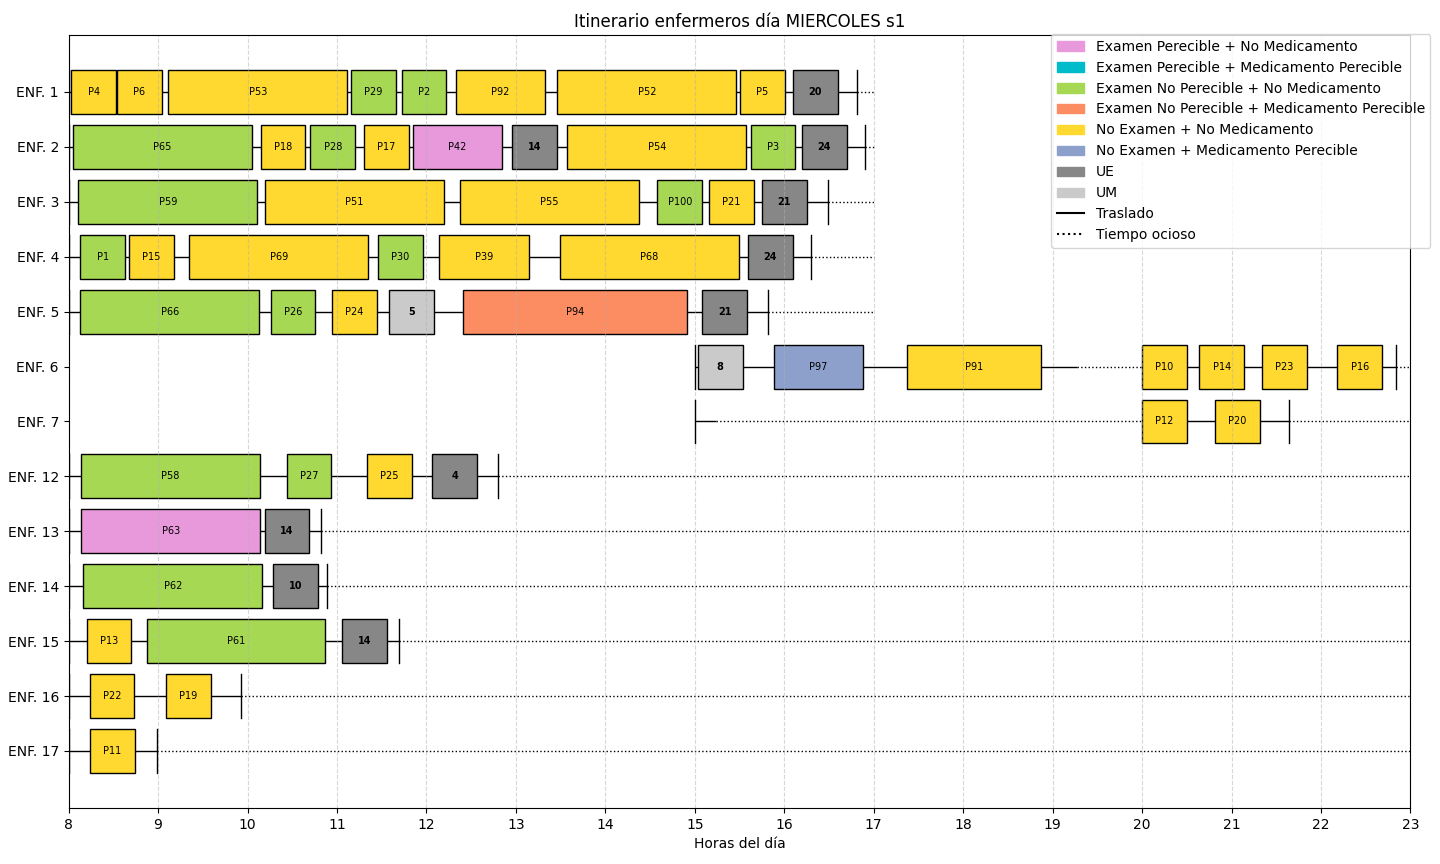 Itinerario enfermeros día MIERCOLES s1
Examen Perecible + No Medicamento
Examen Perecible + Medicamento Perecible
Examen No Perecible + No Medicamento
Examen No Perecible + Medicamento Perecible
No Examen + No Medicamento
No Examen + Medicamento Perecible
UE
UM
Traslado
Tiempo ocioso
ENF. 1 P4 P6 P53 P29 P2 P92 P52 P5 20
ENF. 2 P65 P18 P28 P17 P42 14 P54 P3 24
ENF. 3 P59 P51 P55 P100 P21 21
ENF. 4 P1 P15 P69 P30 P39 P68 24
ENF. 5 P66 P26 P24 5 P94 21
ENF. 6 8 P97 P91 P10 P14 P23 P16
ENF. 7 P12 P20
ENF. 12 P58 P27 P25 4
ENF. 13 P63 14
ENF. 14 P62 10
ENF. 15 P13 P61 14
ENF. 16 P22 P19
ENF. 17 P11
8 9 10 11 12 13 14 15 16 17 18 19 20 21 22 23
Horas del día